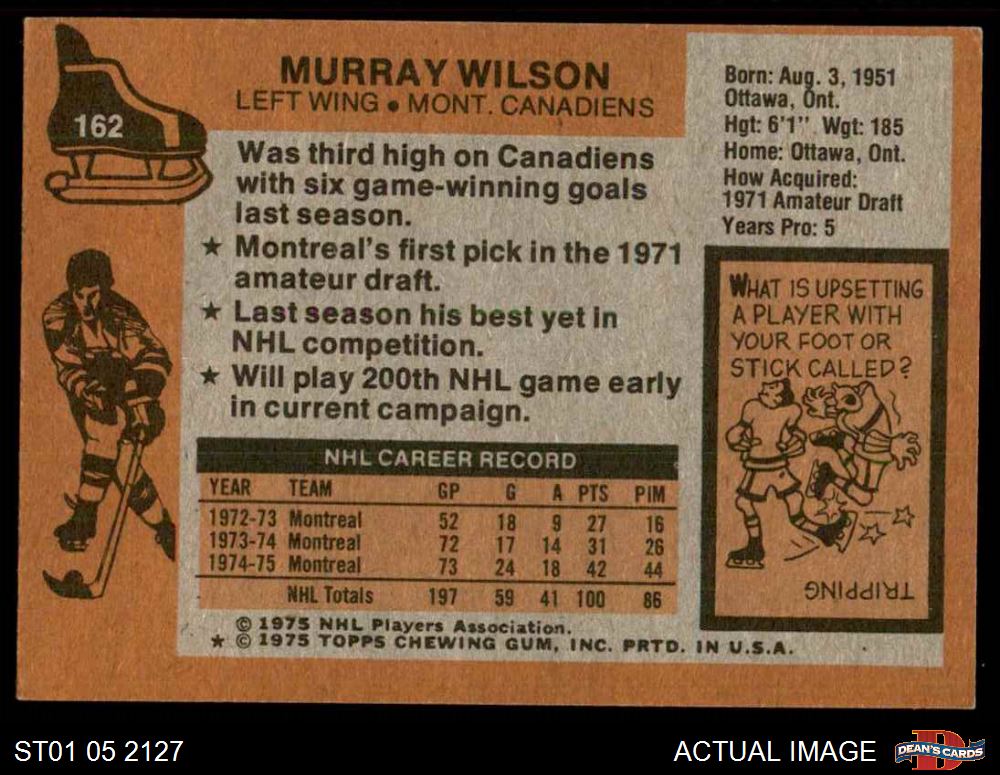 162
MURRAY WILSON
LEFT WING ● MONT. CANADIENS
Was third high on Canadiens
with six game-winning goals
last season.
★ Montreal's first pick in the 1971
amateur draft.
★ Last season his best yet in
NHL competition.
★ Will play 200th NHL game early
in current campaign.
NHL CAREER RECORD
YEAR TEAM GP G A PTS PIM
1972-73 Montreal 52 18 9 27 16
1973-74 Montreal 72 17 14 31 26
1974-75 Montreal 73 24 18 42 44
NHL Totals 197 59 41 100 86
© 1975 NHL Players Association.
★ © 1975 TOPPS CHEWING GUM, INC. PRTD. IN U.S.A.
Born: Aug. 3, 1951
Ottawa, Ont.
Hgt: 6'1" Wgt: 185
Home: Ottawa, Ont.
How Acquired:
1971 Amateur Draft
Years Pro: 5
WHAT IS UPSETTING
A PLAYER WITH
YOUR FOOT OR
STICK CALLED?
TRIPPING
ST01 05 2127
ACTUAL IMAGE
D
DEAN'S CARDS